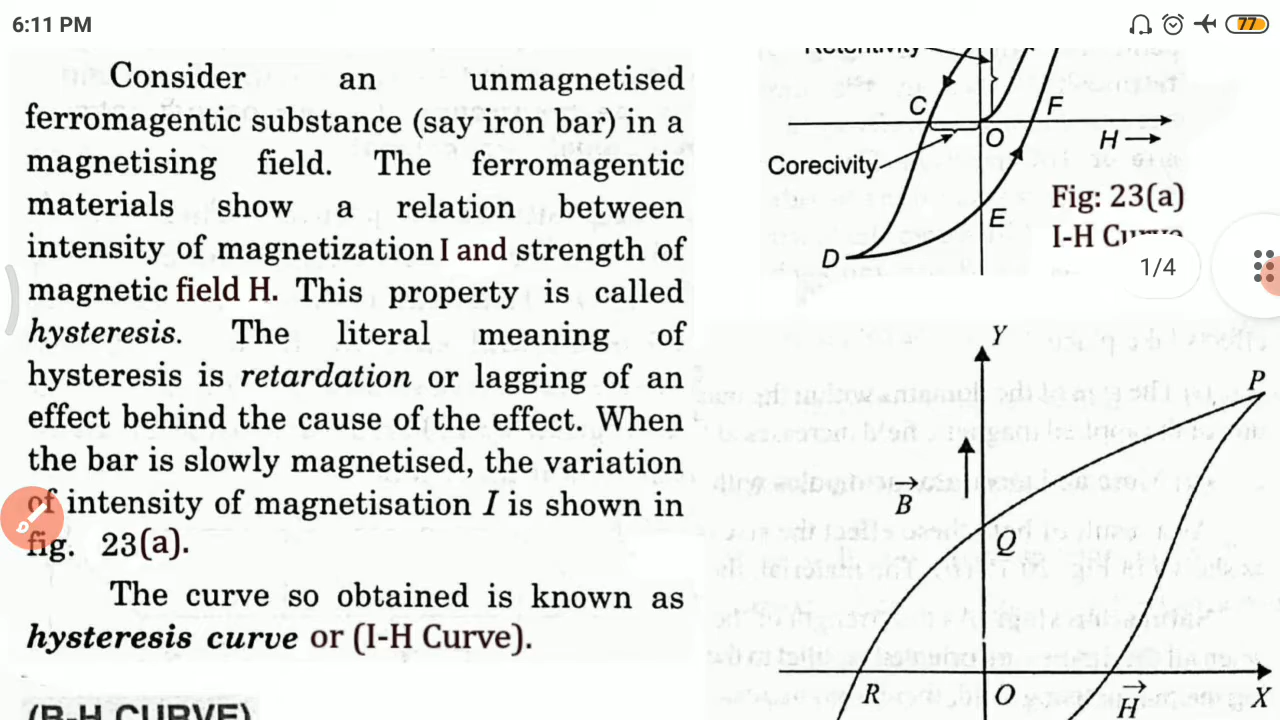 6:11 PM
77
Consider an unmagnetised
ferromagentic substance (say iron bar) in a
magnetising field. The ferromagentic
materials show a relation between
intensity of magnetization I and strength of
magnetic field H. This property is called
hysteresis. The literal meaning of
hysteresis is retardation or lagging of an
effect behind the cause of the effect. When
the bar is slowly magnetised, the variation
of intensity of magnetisation I is shown in
fig. 23(a).
The curve so obtained is known as
hysteresis curve or (I-H Curve).
(B-H CURVE)
Retentivity
C
F
O
H
Corecivity
E
D
Fig: 23(a)
I-H Curve
1/4
Y
P
B
Q
R
O
H
X